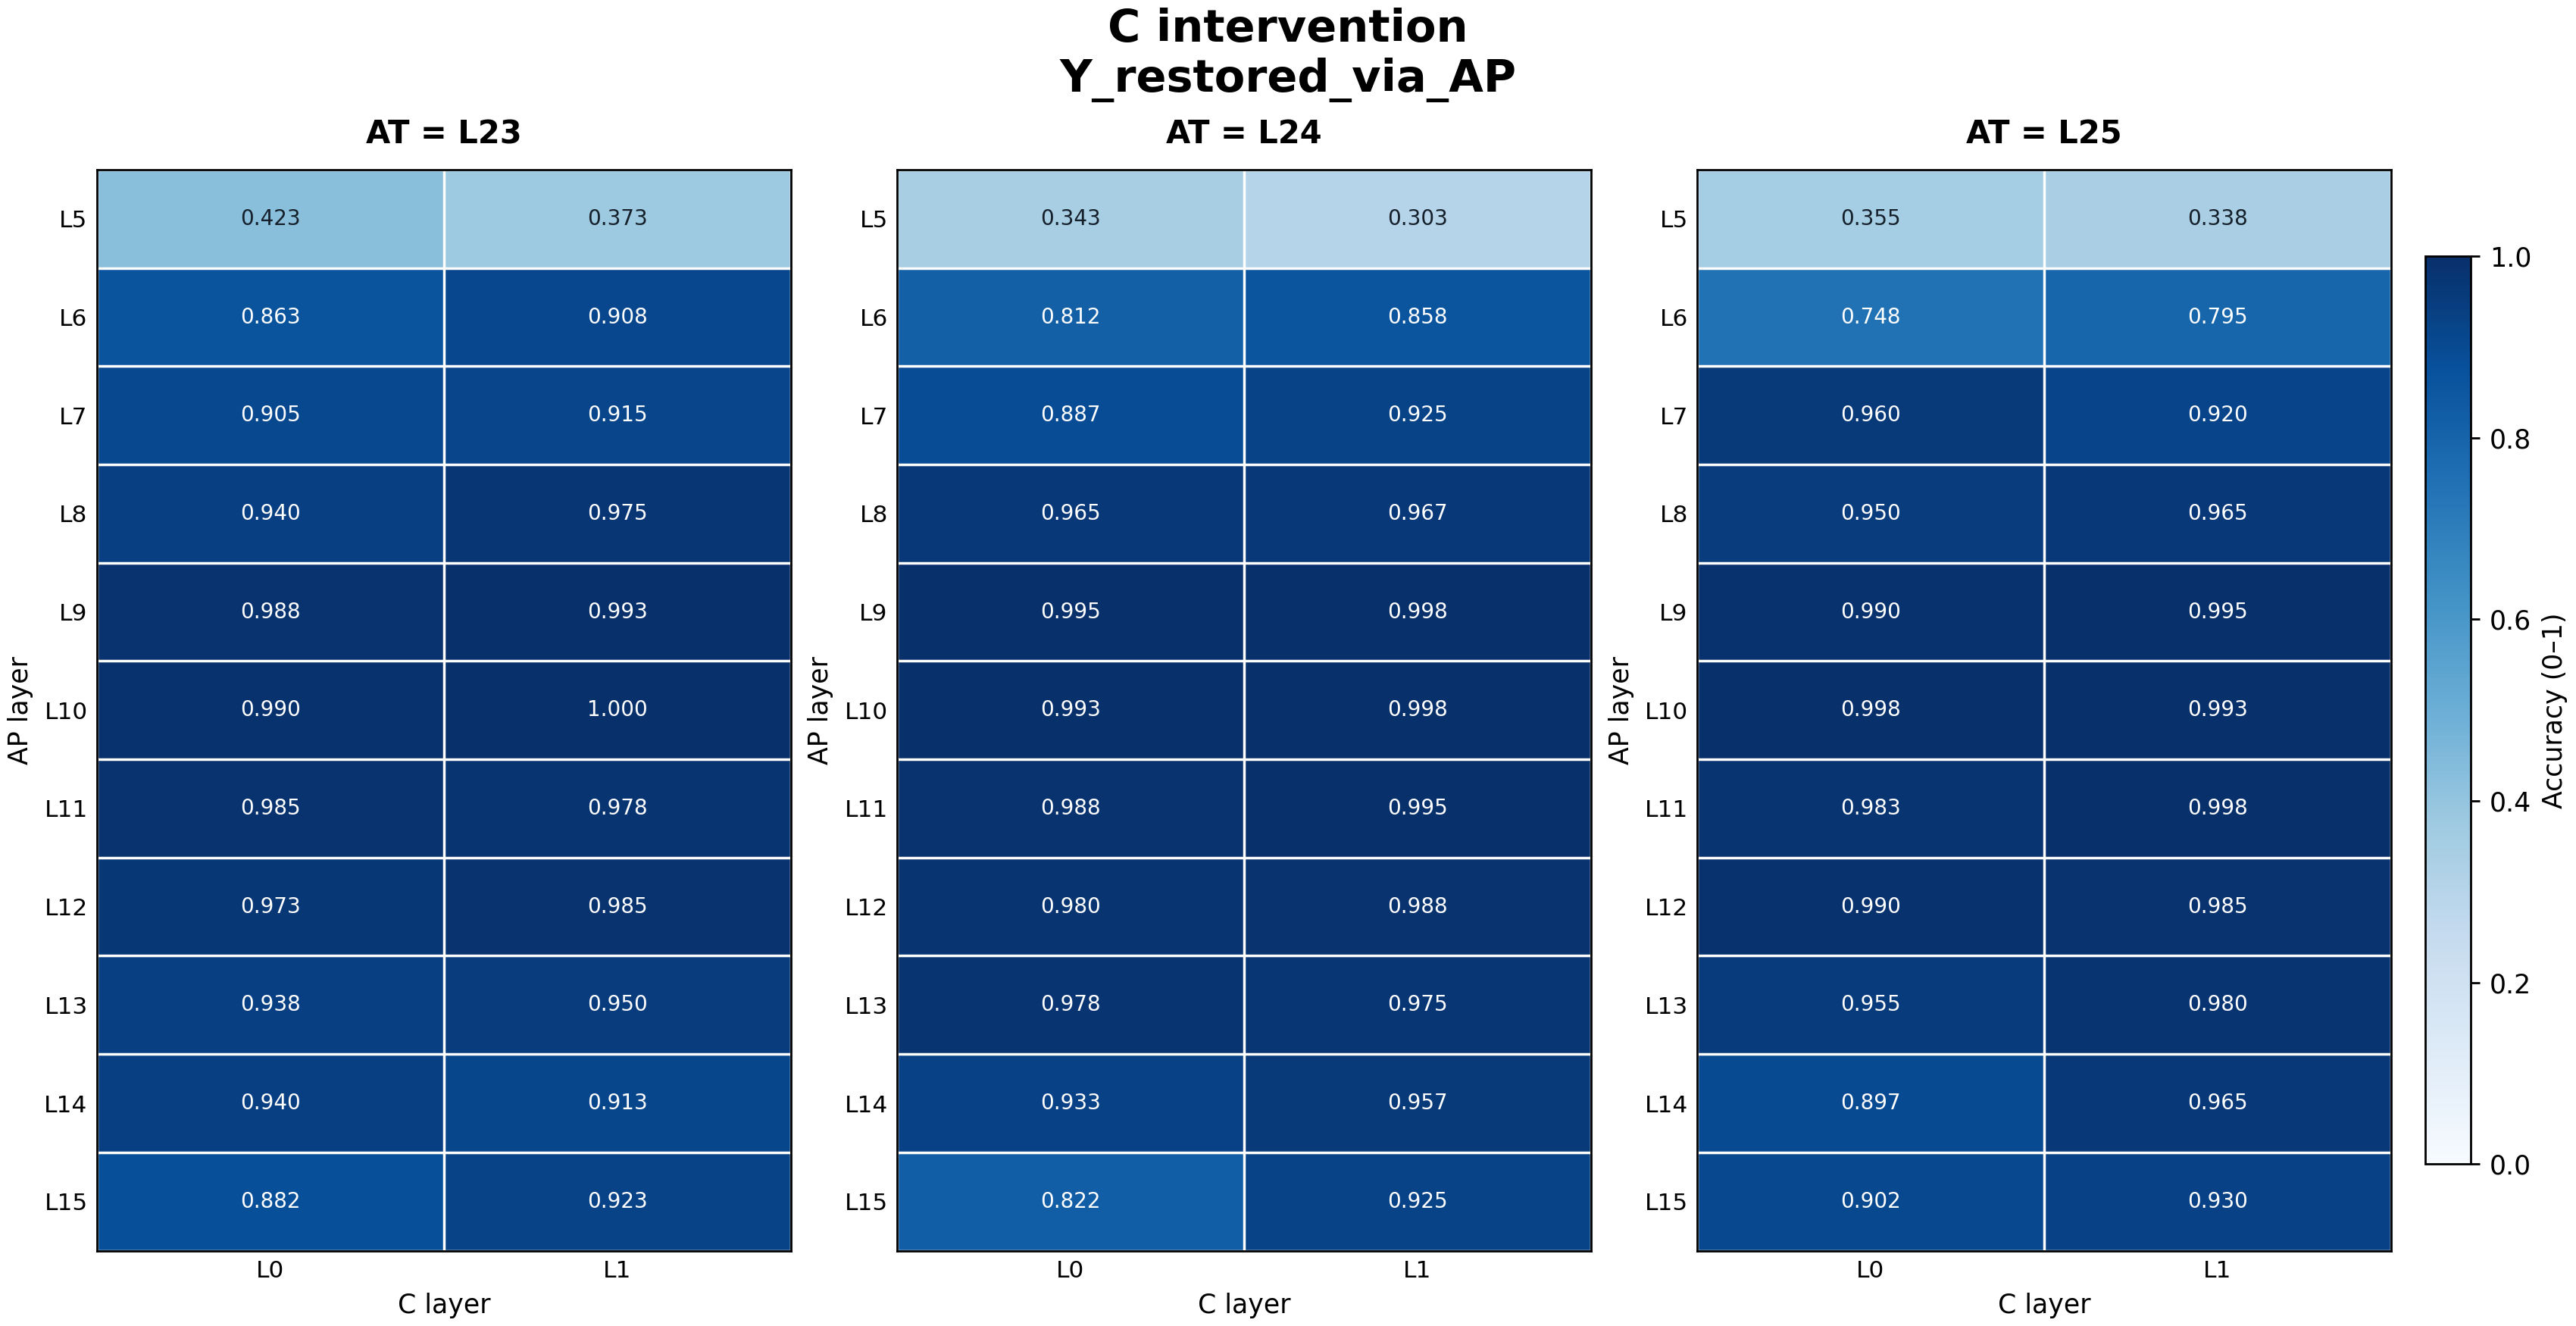 C intervention
Y_restored_via_AP
AT = L23
AT = L24
AT = L25
AP layer
L5 0.423 0.373
L6 0.863 0.908
L7 0.905 0.915
L8 0.940 0.975
L9 0.988 0.993
L10 0.990 1.000
L11 0.985 0.978
L12 0.973 0.985
L13 0.938 0.950
L14 0.940 0.913
L15 0.882 0.923
L0 L1
C layer
AP layer
L5 0.343 0.303
L6 0.812 0.858
L7 0.887 0.925
L8 0.965 0.967
L9 0.995 0.998
L10 0.993 0.998
L11 0.988 0.995
L12 0.980 0.988
L13 0.978 0.975
L14 0.933 0.957
L15 0.822 0.925
L0 L1
C layer
AP layer
L5 0.355 0.338
L6 0.748 0.795
L7 0.960 0.920
L8 0.950 0.965
L9 0.990 0.995
L10 0.998 0.993
L11 0.983 0.998
L12 0.990 0.985
L13 0.955 0.980
L14 0.897 0.965
L15 0.902 0.930
L0 L1
C layer
1.0
0.8
0.6
0.4
0.2
0.0
Accuracy (0–1)